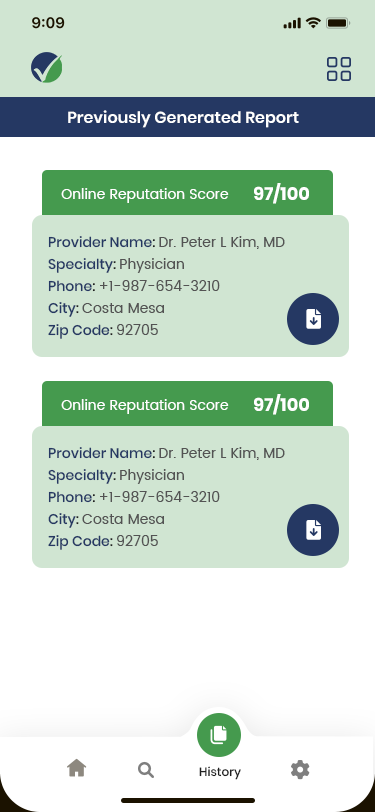 9:09
Previously Generated Report
Online Reputation Score 97/100
Provider Name: Dr. Peter L Kim, MD
Specialty: Physician
Phone: +1-987-654-3210
City: Costa Mesa
Zip Code: 92705
Online Reputation Score 97/100
Provider Name: Dr. Peter L Kim, MD
Specialty: Physician
Phone: +1-987-654-3210
City: Costa Mesa
Zip Code: 92705
History